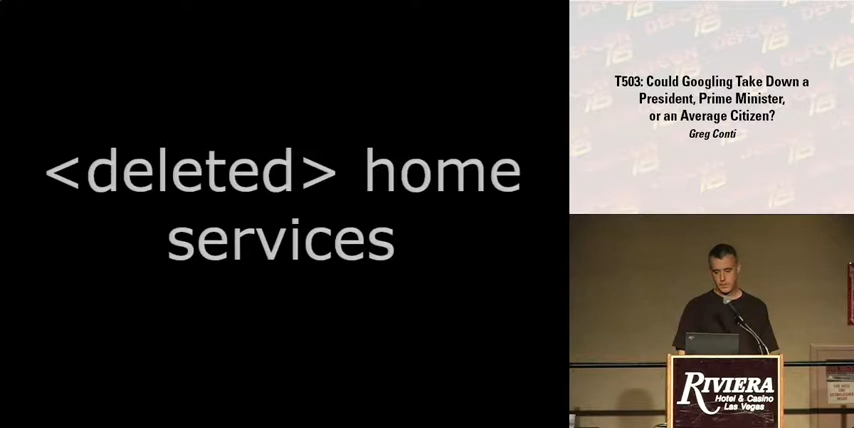 <deleted> home
services
T503: Could Googling Take Down a
President, Prime Minister,
or an Average Citizen?
Greg Conti
RIVIERA
Hotel & Casino
Las Vegas